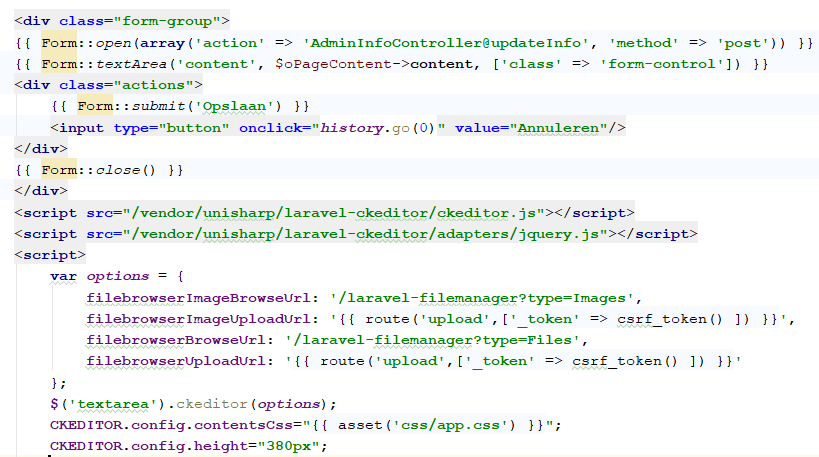 <div class="form-group">
{{ Form::open(array('action' => 'AdminInfoController@updateInfo', 'method' => 'post')) }}
{{ Form::textArea('content', $oPageContent->content, ['class' => 'form-control']) }}
<div class="actions">
{{ Form::submit('Opslaan') }}
<input type="button" onclick="history.go(0)" value="Annuleren"/>
</div>
{{ Form::close() }}
</div>
<script src="/vendor/unisharp/laravel-ckeditor/ckeditor.js"></script>
<script src="/vendor/unisharp/laravel-ckeditor/adapters/jquery.js"></script>
<script>
var options = {
filebrowserImageBrowseUrl: '/laravel-filemanager?type=Images',
filebrowserImageUploadUrl: '{{ route('upload',['_token' => csrf_token() ]) }}',
filebrowserBrowseUrl: '/laravel-filemanager?type=Files',
filebrowserUploadUrl: '{{ route('upload',['_token' => csrf_token() ]) }}'
};
$('textarea').ckeditor(options);
CKEDITOR.config.contentsCss="{{ asset('css/app.css') }}";
CKEDITOR.config.height="380px";